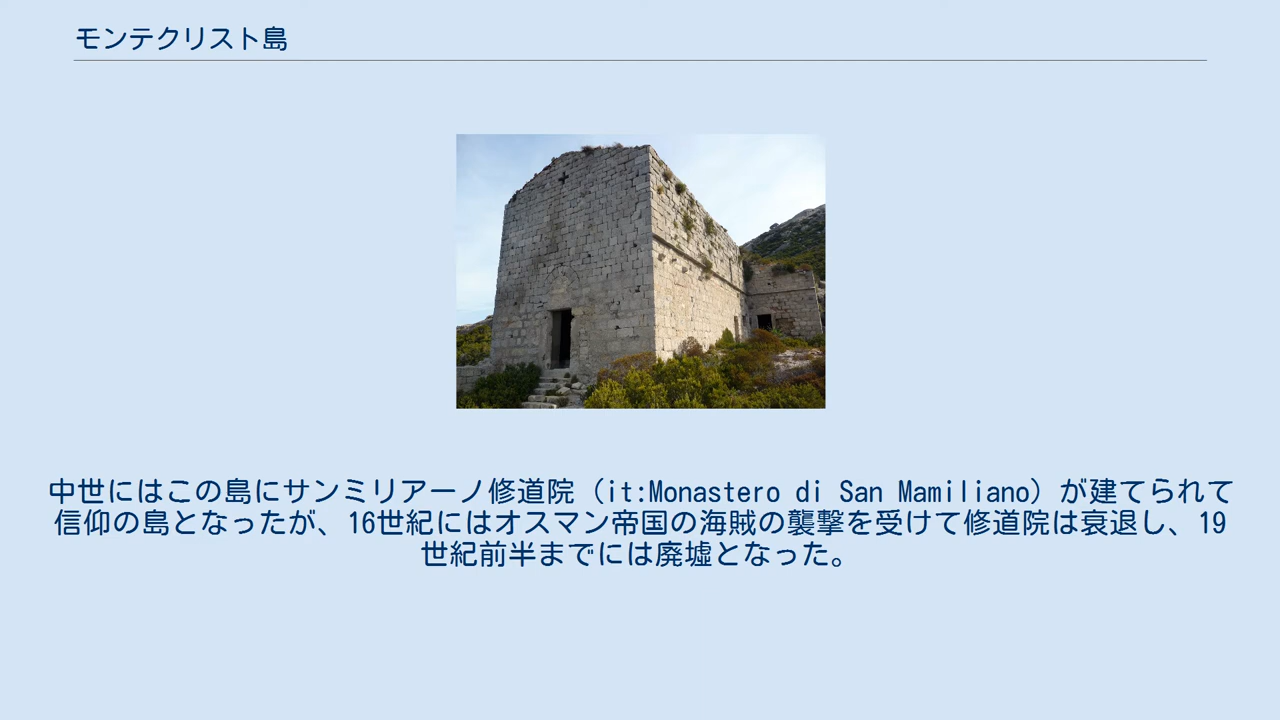 モンテクリスト島
中世にはこの島にサンミリアーノ修道院（it:Monastero di San Mamiliano）が建てられて
信仰の島となったが、16世紀にはオスマン帝国の海賊の襲撃を受けて修道院は衰退し、19
世紀前半までには廃墟となった。